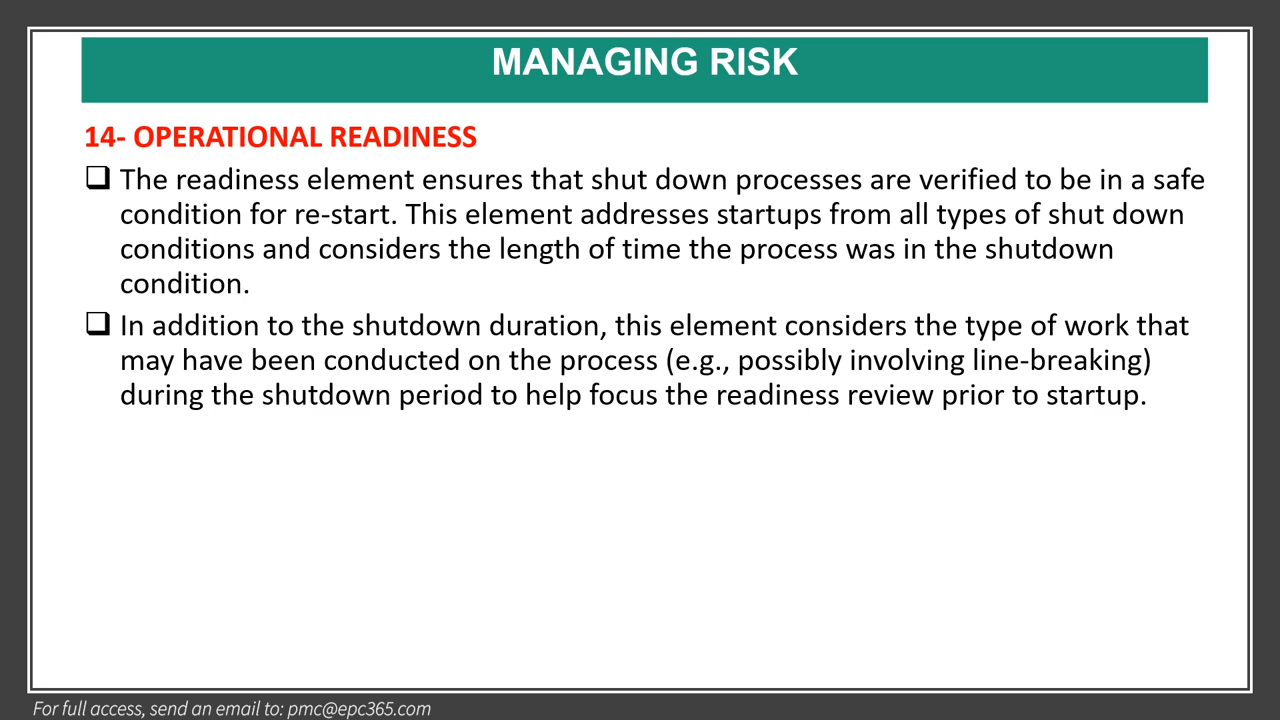 MANAGING RISK
14- OPERATIONAL READINESS
The readiness element ensures that shut down processes are verified to be in a safe
condition for re-start. This element addresses startups from all types of shut down
conditions and considers the length of time the process was in the shutdown
condition.
In addition to the shutdown duration, this element considers the type of work that
may have been conducted on the process (e.g., possibly involving line-breaking)
during the shutdown period to help focus the readiness review prior to startup.
For full access, send an email to: pmc@epc365.com